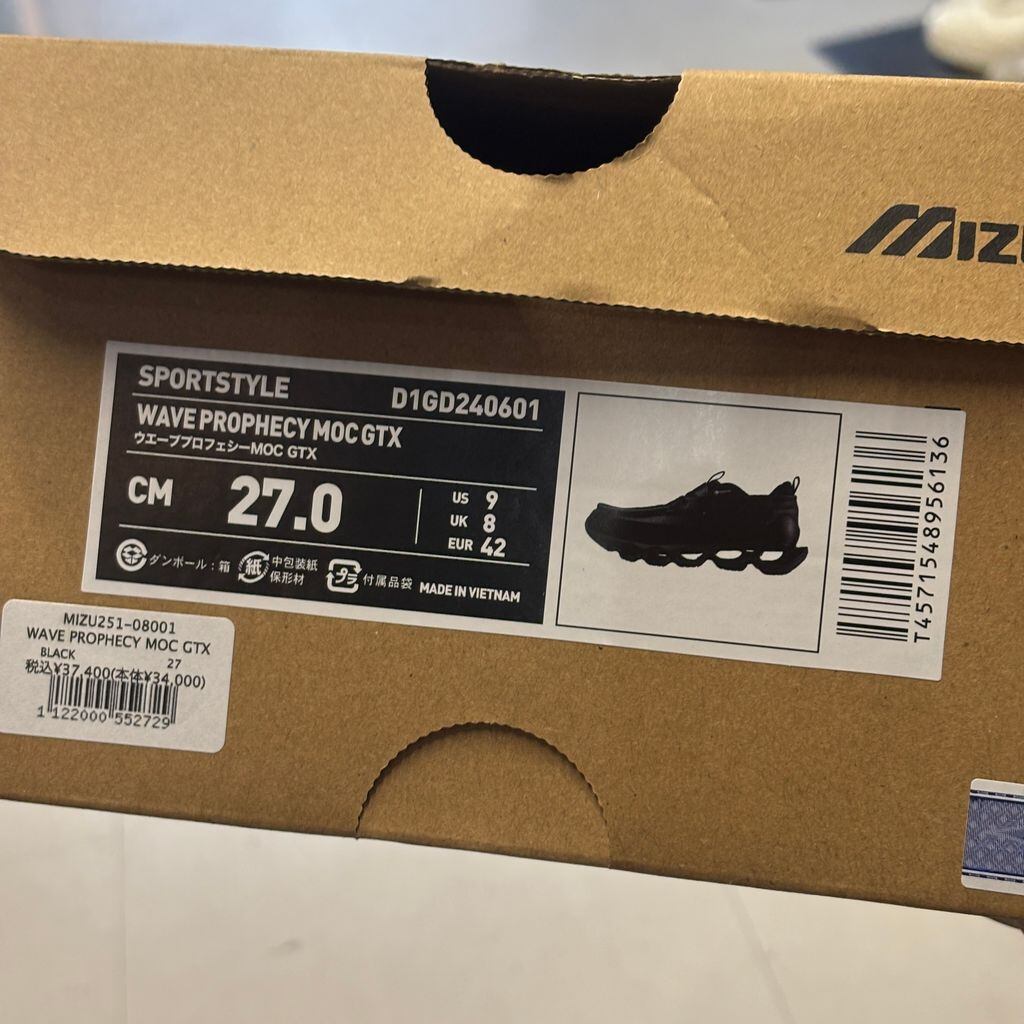 MIZU
SPORTSTYLE D1GD240601
WAVE PROPHECY MOC GTX
ウエーブプロフェシーMOC GTX
CM 27.0
US 9
UK 8
EUR 42
ダンボール：箱
紙
中包装紙
保形材
プラ
付属品袋
MADE IN VIETNAM
T4571548956136
MIZU251-08001
WAVE PROPHECY MOC GTX
BLACK 27
税込¥37,400(本体¥34,000)
1 122000 552729